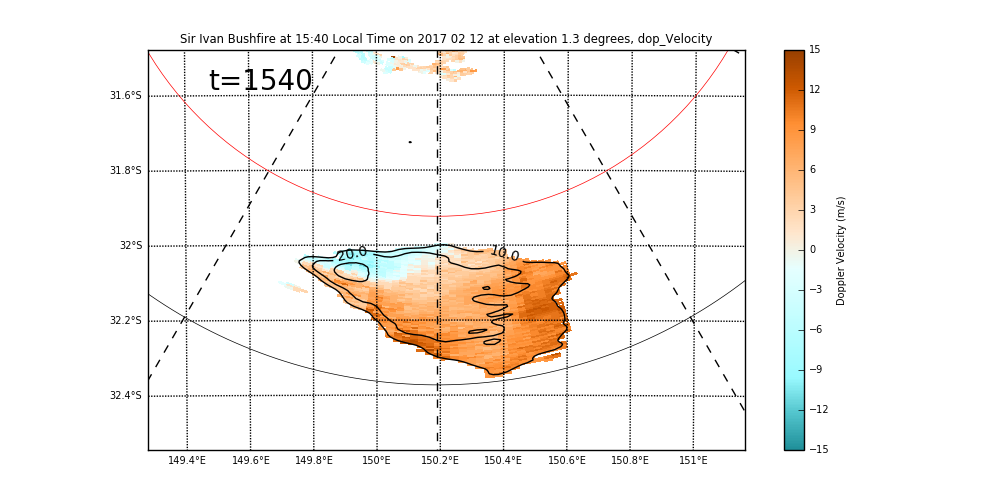 Sir Ivan Bushfire at 15:40 Local Time on 2017 02 12 at elevation 1.3 degrees, dop_Velocity
t=1540
31.6°S
31.8°S
32°S
32.2°S
32.4°S
20.0
10.0
149.4°E 149.6°E 149.8°E 150°E 150.2°E 150.4°E 150.6°E 150.8°E 151°E
15
12
9
6
3
0
−3
−6
−9
−12
−15
Doppler Velocity (m/s)